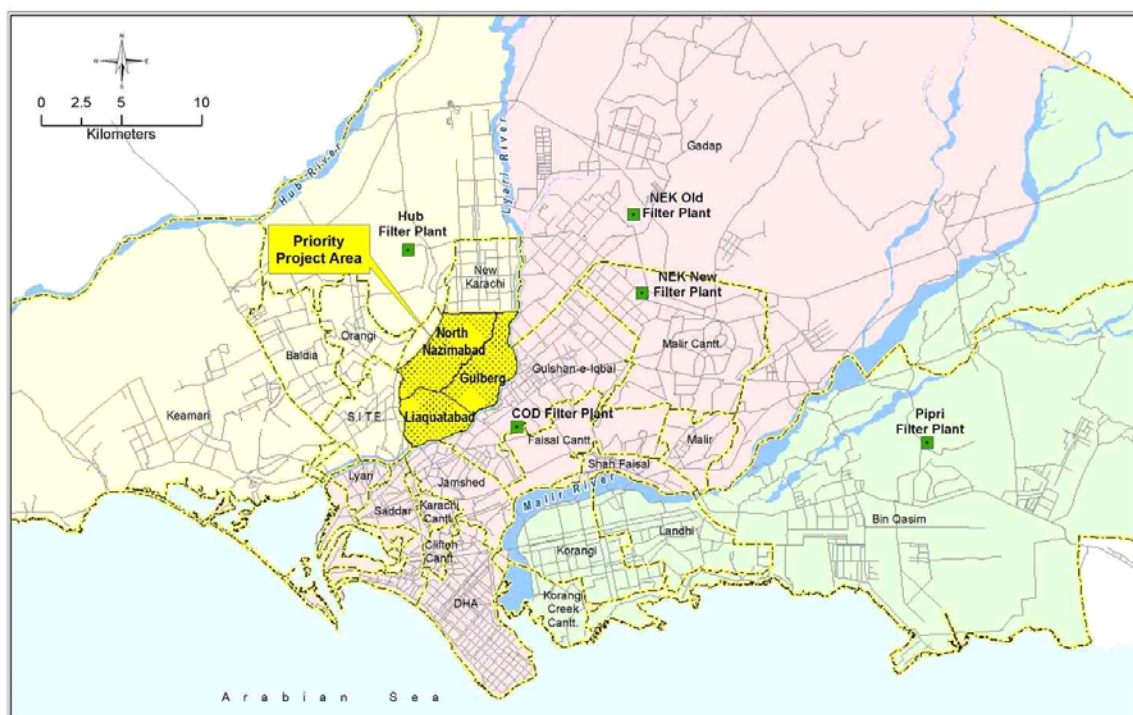 N
W
E
S
0
2.5
5
10
Kilometers
Hub River
Lyari River
Gadap
NEK Old
Filter Plant
Hub
Filter Plant
Priority
Project Area
New
Karachi
NEK New
Filter Plant
North
Nazimabad
Orangi
Baldia
Malir Cantt.
Gulshan-e-Iqbal
Gulberg
Keamari
S.I.T.E.
Liaquatabad
COD Filter Plant
Faisal Cantt.
Malir
Pipri
Filter Plant
Shah Faisal
Lyari
Jamshed
Malir River
Saddar
Karachi
Cantt.
Bin Qasim
Landhi
Clifton
Cantt.
Korangi
DHA
Korangi
Creek
Cantt.
Arabian Sea